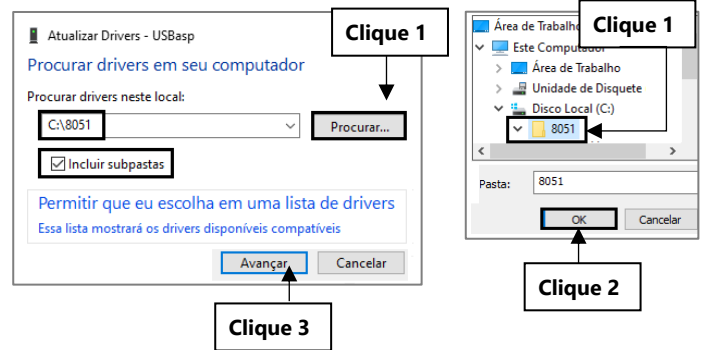 Atualizar Drivers - USBasp
Clique 1
Procurar drivers em seu computador
Procurar drivers neste local:
C:\8051
Procurar...
Incluir subpastas
Permitir que eu escolha em uma lista de drivers
Essa lista mostrará os drivers disponíveis compatíveis
Avançar
Cancelar
Clique 3
Área de Trabalho
Clique 1
Este Computador
Área de Trabalho
Unidade de Disquete
Disco Local (C:)
8051
Pasta:
8051
OK
Cancelar
Clique 2